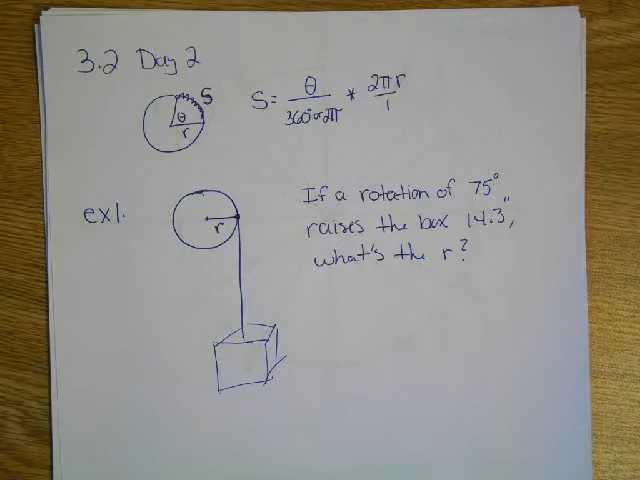 3.2 Day 2
S
θ
r
S = θ / 360° or 2π * 2πr / 1
ex1.
r
If a rotation of 75°
raises the box 14.3",
what's the r?